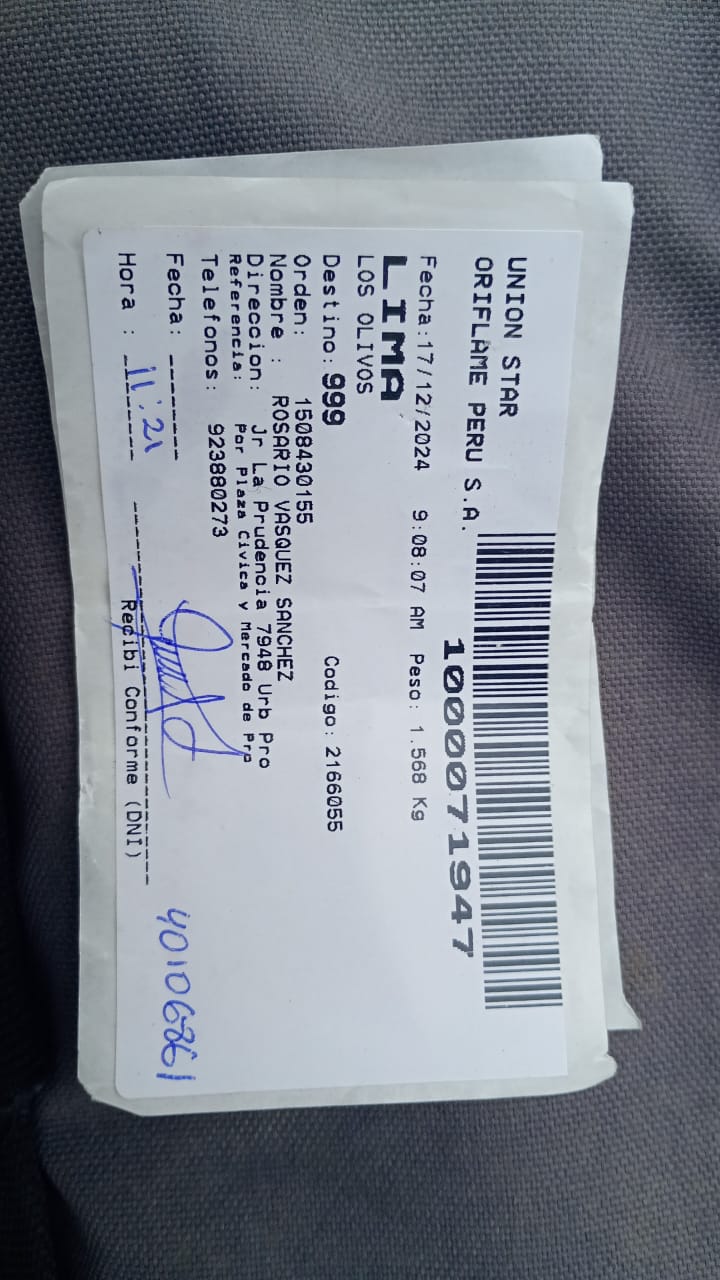 UNION STAR
ORIFLAME PERU S.A.
1000071947
Fecha:17/12/2024 9:08:07 AM Peso: 1.568 Kg
LIMA
LOS OLIVOS
Destino:999 Codigo:2166055
Orden: 1508430155
Nombre : ROSARIO VASQUEZ SANCHEZ
Direccion: Jr La Prudencia 7948 Urb Pro
Referencia: Por Plaza Civica y Mercado de Pro
Telefonos: 923880273
Fecha: --------
Hora : 11:21 Recibi Conforme (DNI)